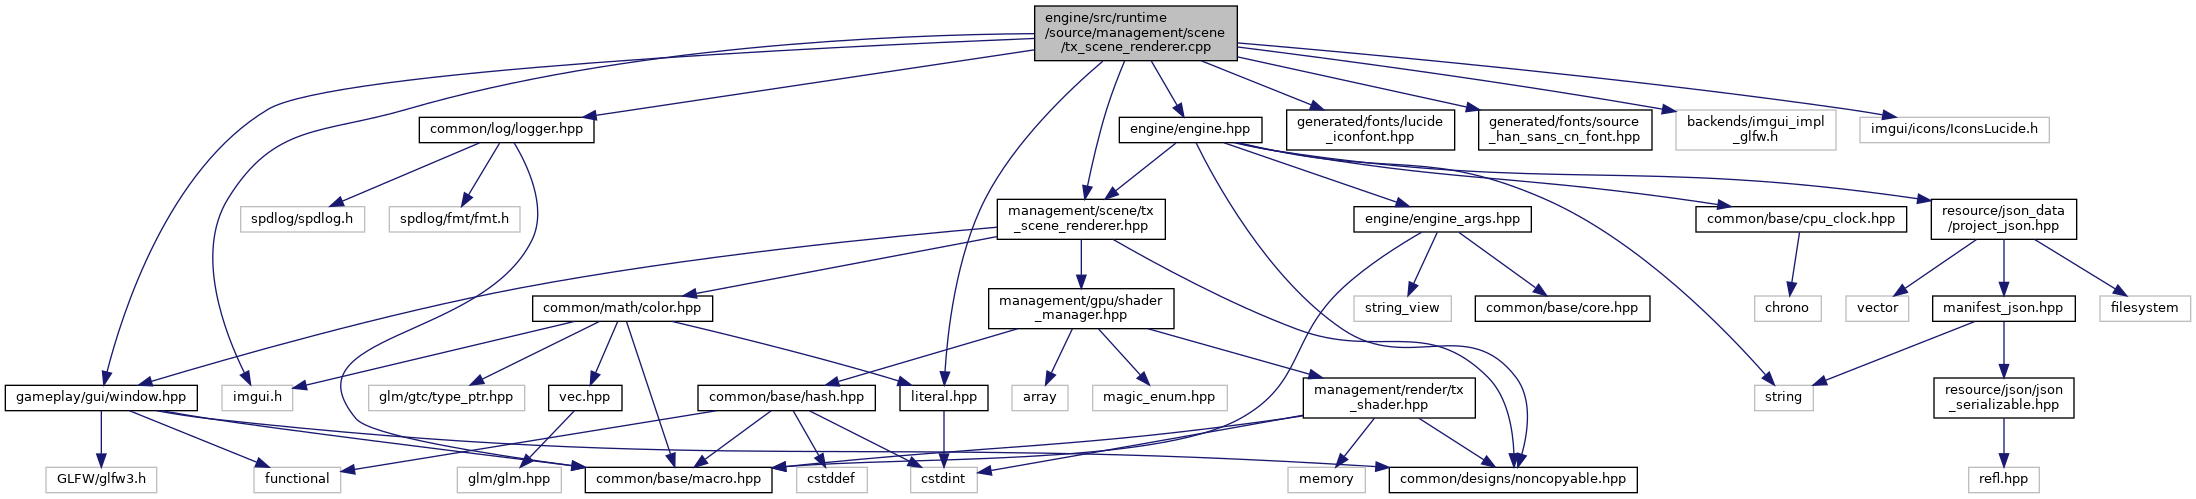 engine/src/runtime
/source/management/scene
/tx_scene_renderer.cpp
common/log/logger.hpp
engine/engine.hpp
generated/fonts/lucide
_iconfont.hpp
generated/fonts/source
_han_sans_cn_font.hpp
backends/imgui_impl
_glfw.h
imgui/icons/IconsLucide.h
spdlog/spdlog.h
spdlog/fmt/fmt.h
management/scene/tx
_scene_renderer.hpp
engine/engine_args.hpp
common/base/cpu_clock.hpp
resource/json_data
/project_json.hpp
common/math/color.hpp
management/gpu/shader
_manager.hpp
string_view
common/base/core.hpp
chrono
vector
manifest_json.hpp
filesystem
gameplay/gui/window.hpp
imgui.h
glm/gtc/type_ptr.hpp
vec.hpp
common/base/hash.hpp
literal.hpp
array
magic_enum.hpp
management/render/tx
_shader.hpp
string
resource/json/json
_serializable.hpp
GLFW/glfw3.h
functional
glm/glm.hpp
common/base/macro.hpp
cstddef
cstdint
memory
common/designs/noncopyable.hpp
refl.hpp